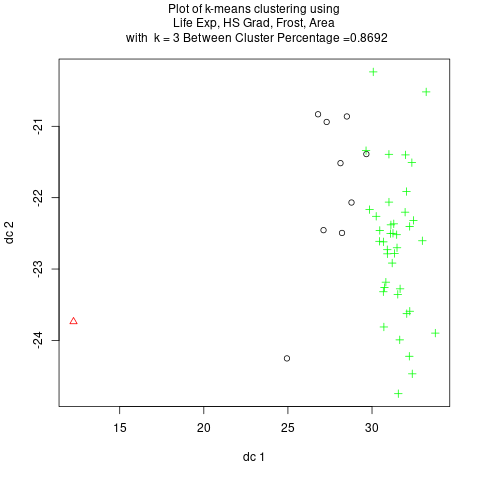 Plot of k-means clustering using
Life Exp, HS Grad, Frost, Area
with k = 3 Between Cluster Percentage =0.8692
-21
-22
-23
-24
dc 2
15 20 25 30
dc 1